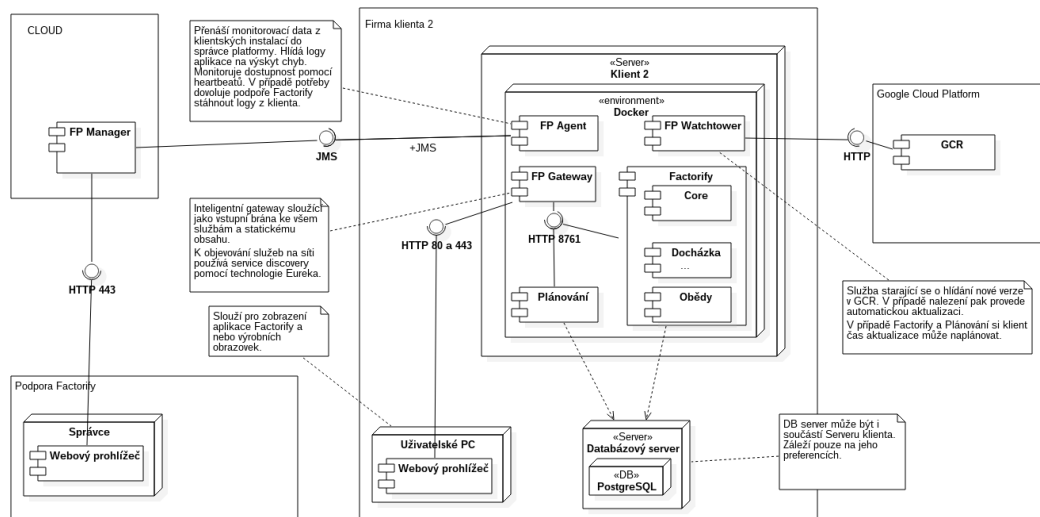 CLOUD
FP Manager
HTTP 443
Podpora Factorify
Správce
Webový prohlížeč
Přenáší monitorovací data z
klientských instalací do
správce platformy. Hlídá logy
aplikace na výskyt chyb.
Monitoruje dostupnost pomocí
heartbeatů. V případě potřeby
dovoluje podpoře Factorify
stáhnout logy z klienta.
JMS
+JMS
Inteligentní gateway sloužící
jako vstupní brána ke všem
službám a statickému
obsahu.
K objevování služeb na síti
používá service discovery
pomocí technologie Eureka.
Slouží pro zobrazení
aplikace Factorify a
nebo výrobních
obrazovek.
Firma klienta 2
«Server»
Klient 2
«environment»
Docker
FP Agent
FP Watchtower
FP Gateway
Factorify
Core
HTTP 80 a 443
HTTP 8761
Docházka
...
Plánování
Obědy
Uživatelské PC
Webový prohlížeč
«Server»
Databázový server
«DB»
PostgreSQL
HTTP
Google Cloud Platform
GCR
Služba starající se o hlídání nové verze
v GCR. V případě nalezení pak provede
automatickou aktualizaci.
V případě Factorify a Plánování si klient
čas aktualizace může naplánovat.
DB server může být i
součástí Serveru klienta.
Záleží pouze na jeho
preferencích.